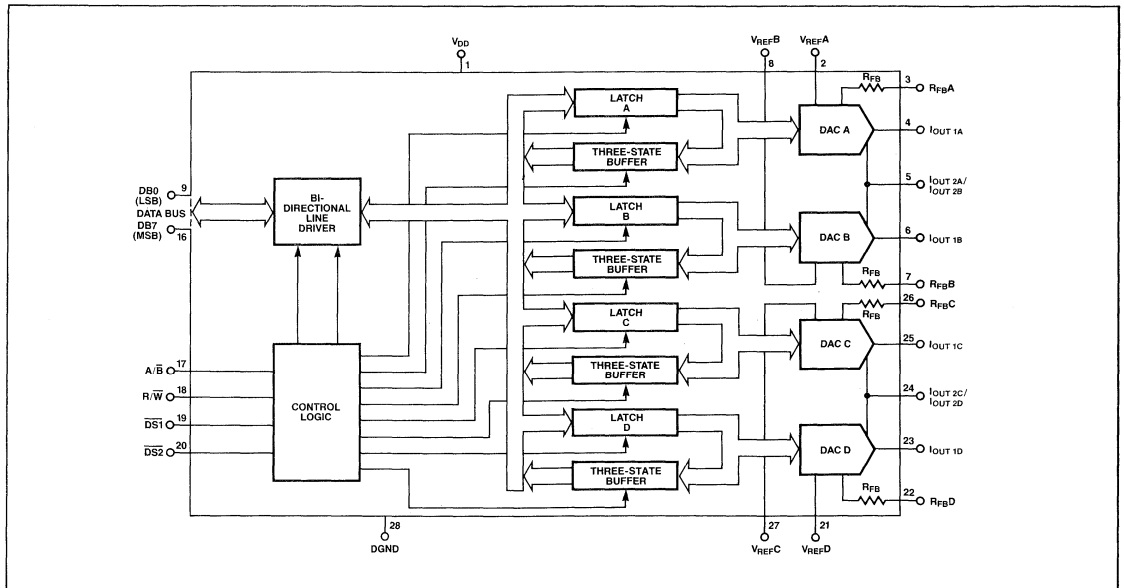 VDD
1
VREFB
8
VREFA
2
RFB
3
RFBA
LATCH
A
DAC A
4
IOUT 1A
THREE-STATE
BUFFER
5
IOUT 2A/
IOUT 2B
DB0
(LSB)
9
DATA BUS
DB7
(MSB)
16
BI-
DIRECTIONAL
LINE
DRIVER
LATCH
B
DAC B
6
IOUT 1B
THREE-STATE
BUFFER
RFB
7
RFBB
26
RFBC
RFB
LATCH
C
DAC C
25
IOUT 1C
THREE-STATE
BUFFER
24
IOUT 2C/
IOUT 2D
A/B̅
17
R/W̅
18
D̅S̅1̅
19
D̅S̅2̅
20
CONTROL
LOGIC
LATCH
D
DAC D
23
IOUT 1D
THREE-STATE
BUFFER
RFB
22
RFBD
28
DGND
27
VREFC
21
VREFD